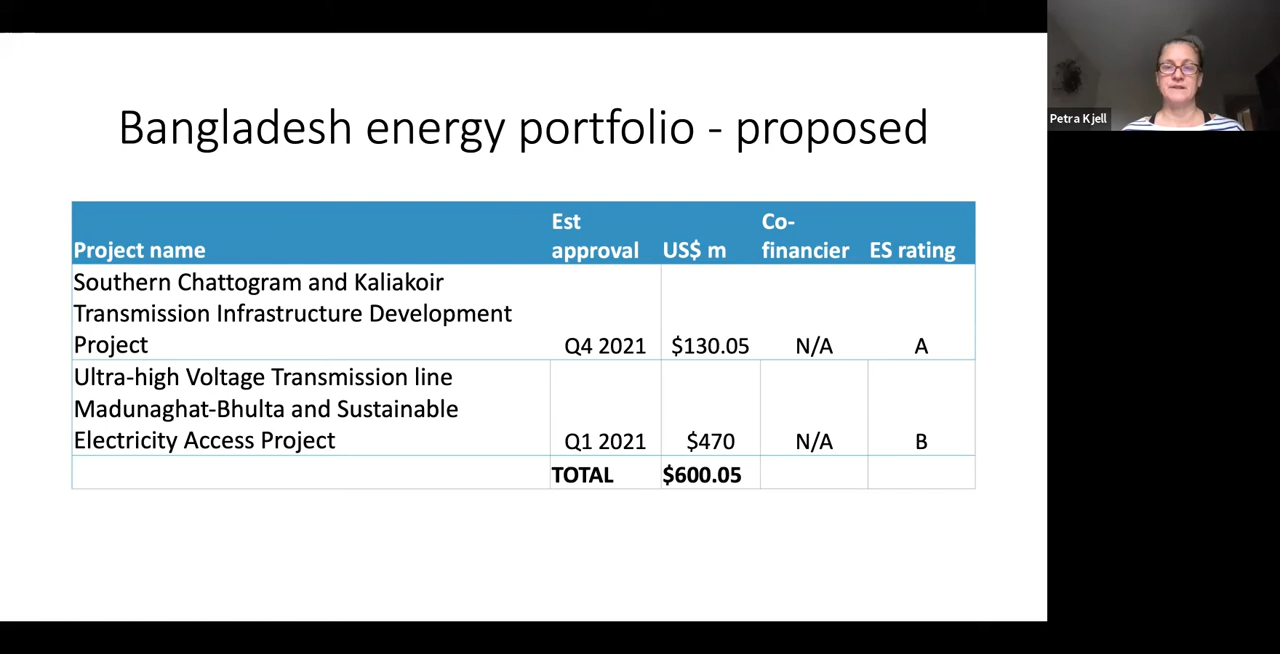 Bangladesh energy portfolio - proposed
Petra Kjell
Project name Est approval US$ m Co-financier ES rating
Southern Chattogram and Kaliakoir
Transmission Infrastructure Development
Project Q4 2021 $130.05 N/A A
Ultra-high Voltage Transmission line
Madunaghat-Bhulta and Sustainable
Electricity Access Project Q1 2021 $470 N/A B
TOTAL $600.05